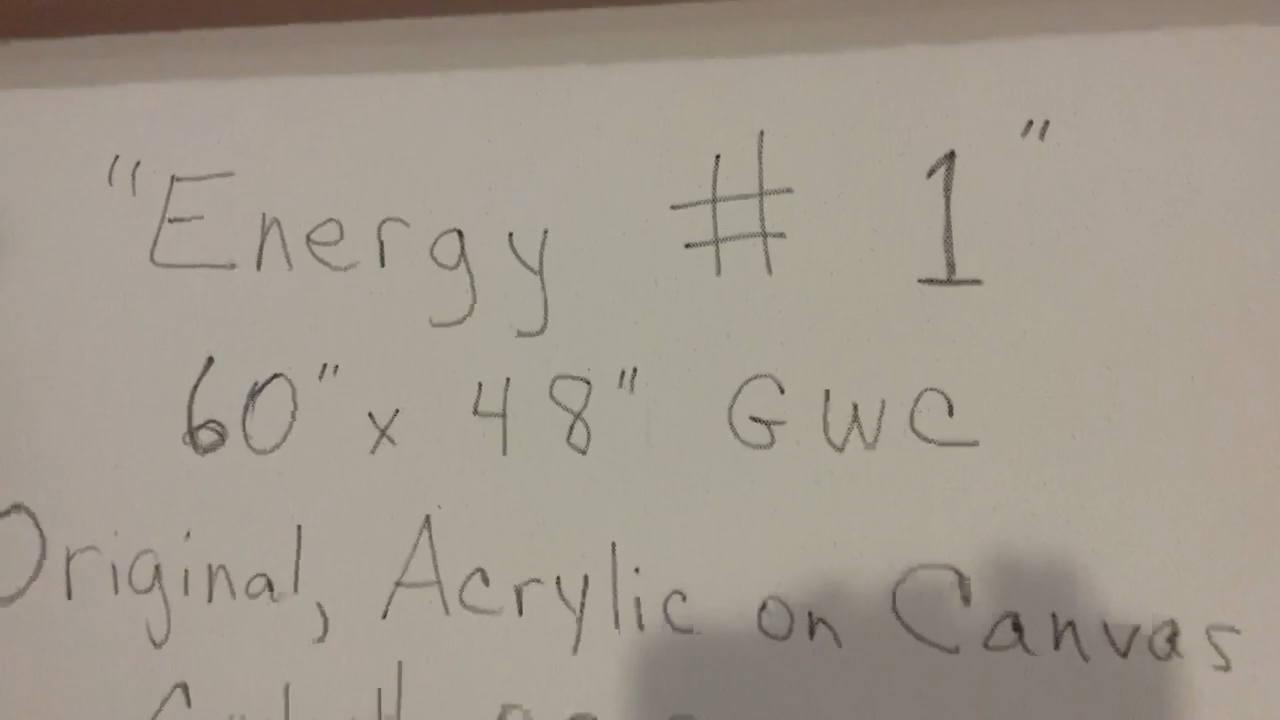 "Energy # 1"
60" x 48" GWC
Original, Acrylic on Canvas